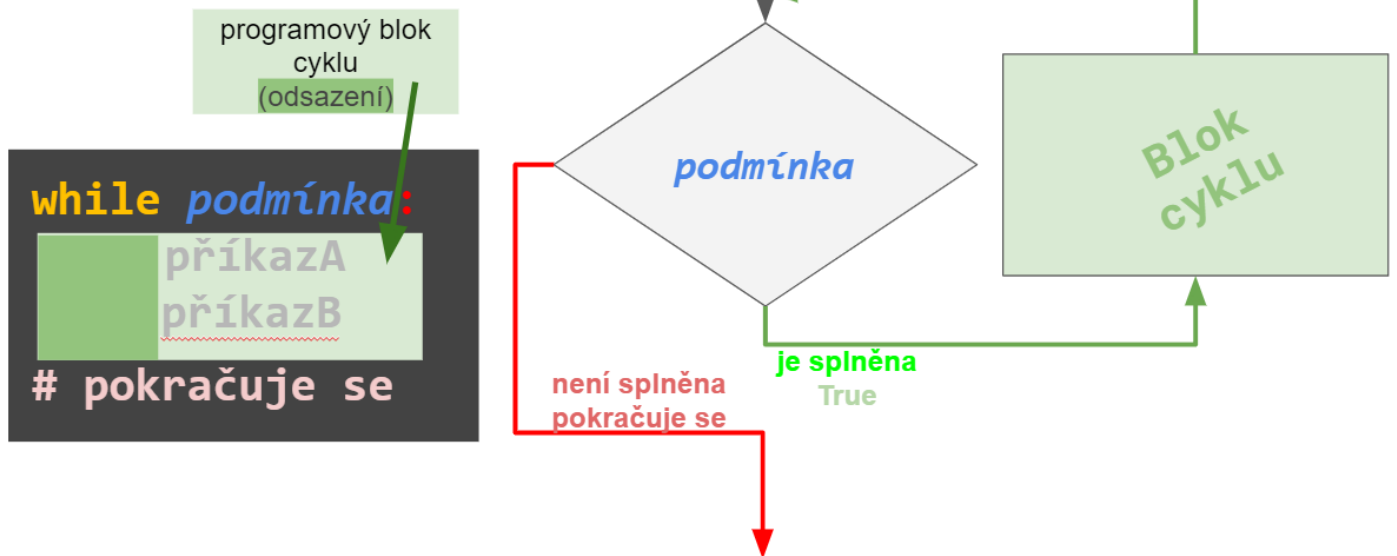 programový blok
cyklu
(odsazení)
while podmínka:
příkazA
příkazB
# pokračuje se
podmínka
Blok
cyklu
je splněna
True
není splněna
pokračuje se